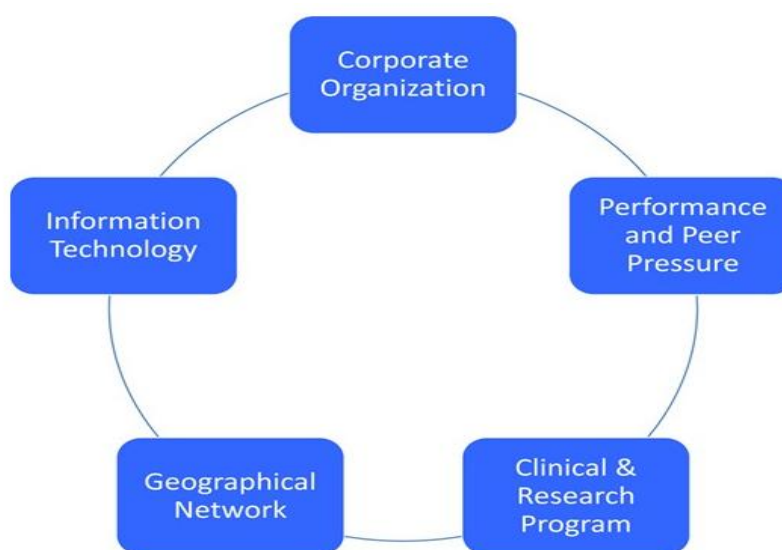 Corporate
Organization
Performance
and Peer
Pressure
Clinical &
Research
Program
Geographical
Network
Information
Technology